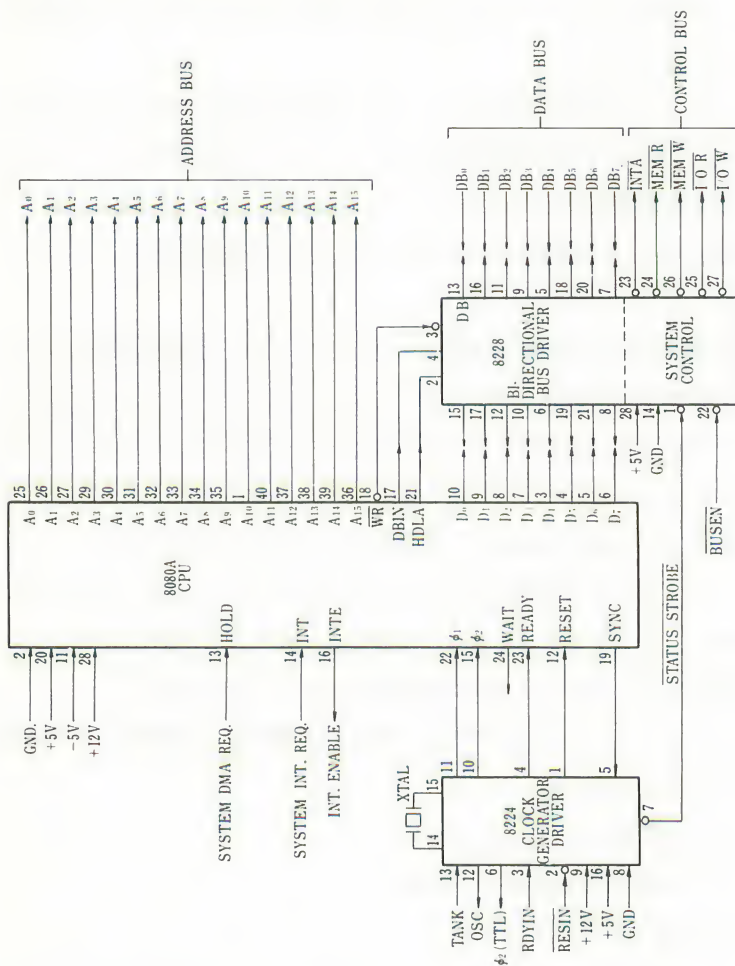 GND. 2
+5V 20
-5V 11
+12V 28
SYSTEM DMA REQ. 13 HOLD
SYSTEM INT. REQ. 14 INT
INT. ENABLE 16 INTE
8080A
CPU
22 ϕ1
15 ϕ2
24 WAIT
23 READY
12 RESET
19 SYNC
A0 25 A0
A1 26 A1
A2 27 A2
A3 29 A3
A4 30 A4
A5 31 A5
A6 32 A6
A7 33 A7
A8 34 A8
A9 35 A9
A10 1 A10
A11 40 A11
A12 37 A12
A13 38 A13
A14 39 A14
A15 36 A15
ADDRESS BUS
WR 18
DBIN 17
HDLA 21
3
4
2
D0 10
D1 9
D2 8
D3 7
D4 3
D5 4
D6 5
D7 6
XTAL
14 15
TANK 13
OSC 12
ϕ2 (TTL) 6
RDYIN 3
RESIN 2
+12V 9
+5V 16
GND 8
8224
CLOCK
GENERATOR
DRIVER
11
10
4
1
5
7
STATUS STROBE
15
17
12
10
6
19
21
8
+5V 28
GND 14
1
BUSEN 22
8228
BI-
DIRECTIONAL
BUS DRIVER
SYSTEM
CONTROL
DB
13 DB0
16 DB1
11 DB2
9 DB3
5 DB4
18 DB5
20 DB6
7 DB7
DATA BUS
23 INTA
24 MEM R
26 MEM W
25 I/O R
27 I/O W
CONTROL BUS